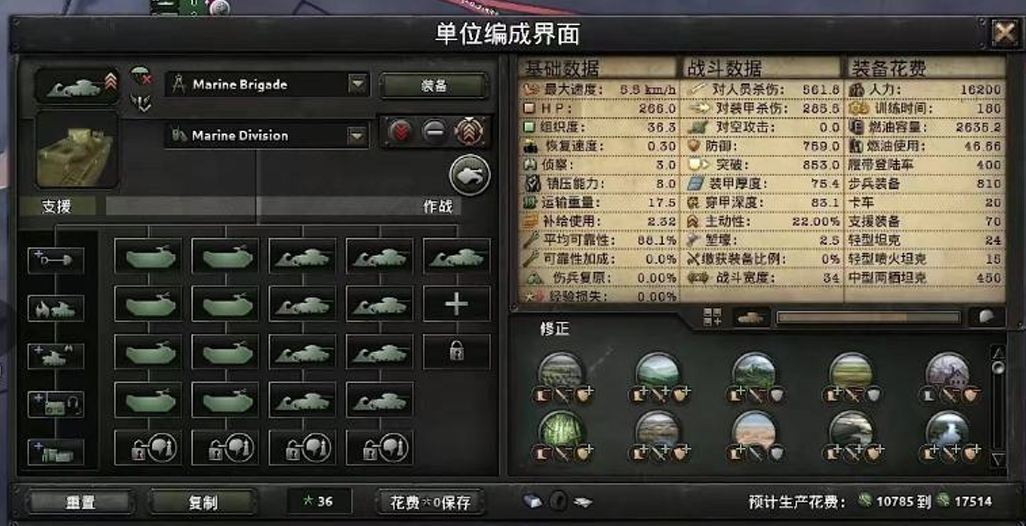 单位编成界面
Marine Brigade
装备
Marine Division
支援
作战
重置
复制
36
花费 0保存
基础数据
最大速度: 5.5 km/h
HP: 266.0
组织度: 36.3
恢复速度: 0.30
侦察: 3.0
镇压能力: 8.0
运输重量: 17.5
补给使用: 2.32
平均可靠性: 88.1%
可靠性加成: 0.0%
伤兵复原: 0.00%
经验损失: 0.00%
战斗数据
对人员杀伤: 561.8
对装甲杀伤: 285.5
对空攻击: 0.0
防御: 759.0
突破: 853.0
装甲厚度: 75.4
穿甲深度: 83.1
主动性: 22.00%
堑壕: 2.5
缴获装备比例: 0%
战斗宽度: 34
装备花费
人力: 16200
训练时间: 180
燃油容量: 2635.2
燃油使用: 46.66
履带登陆车 400
步兵装备 810
卡车 20
支援装备 70
轻型坦克 24
轻型喷火坦克 15
中型两栖坦克 450
修正
预计生产花费: 10785 到 17514